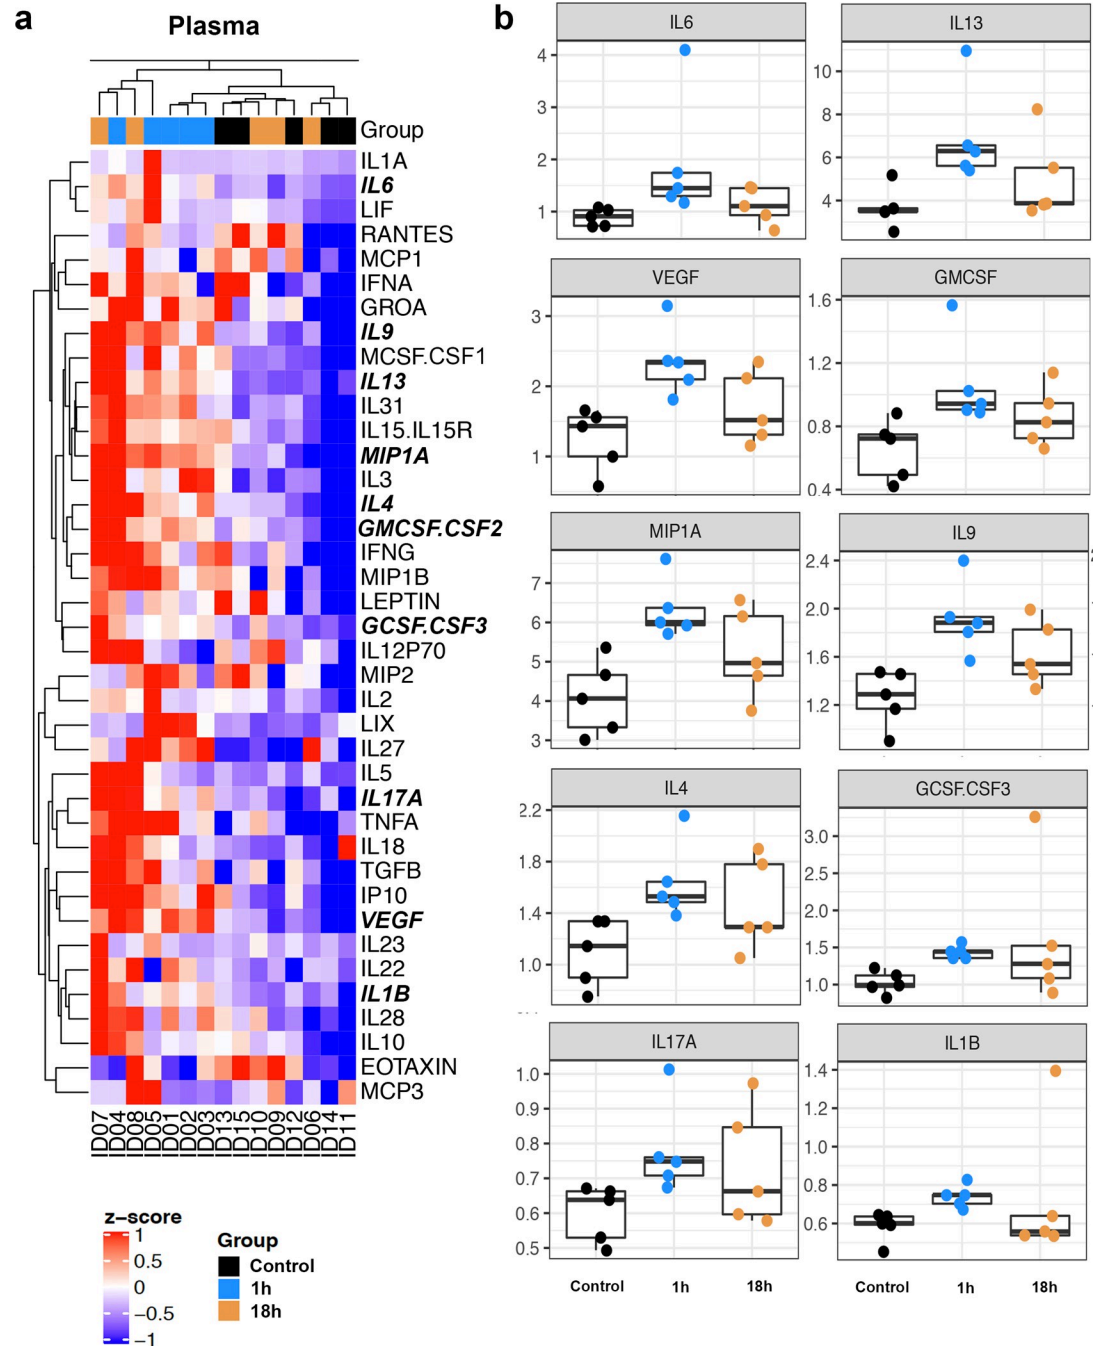 a
Plasma
Group
IL1A
IL6
LIF
RANTES
MCP1
IFNA
GROA
IL9
MCSF.CSF1
IL13
IL31
IL15.IL15R
MIP1A
IL3
IL4
GMCSF.CSF2
IFNG
MIP1B
LEPTIN
GCSF.CSF3
IL12P70
MIP2
IL2
LIX
IL27
IL5
IL17A
TNFA
IL18
TGFB
IP10
VEGF
IL23
IL22
IL1B
IL28
IL10
EOTAXIN
MCP3
ID07 ID04 ID08 ID05 ID01 ID02 ID03 ID13 ID15 ID10 ID09 ID12 ID06 ID14 ID11
z-score
1
0.5
0
−0.5
−1
Group
Control
1h
18h
b
IL6
4
3
2
1
IL13
10
8
6
4
VEGF
3
2
1
GMCSF
1.6
1.2
0.8
0.4
MIP1A
7
6
5
4
3
IL9
2.4
2.0
1.6
1.2
IL4
2.2
1.8
1.4
1.0
GCSF.CSF3
3.0
2.5
2.0
1.5
1.0
IL17A
1.0
0.9
0.8
0.7
0.6
0.5
IL1B
1.4
1.2
1.0
0.8
0.6
Control 1h 18h
Control 1h 18h